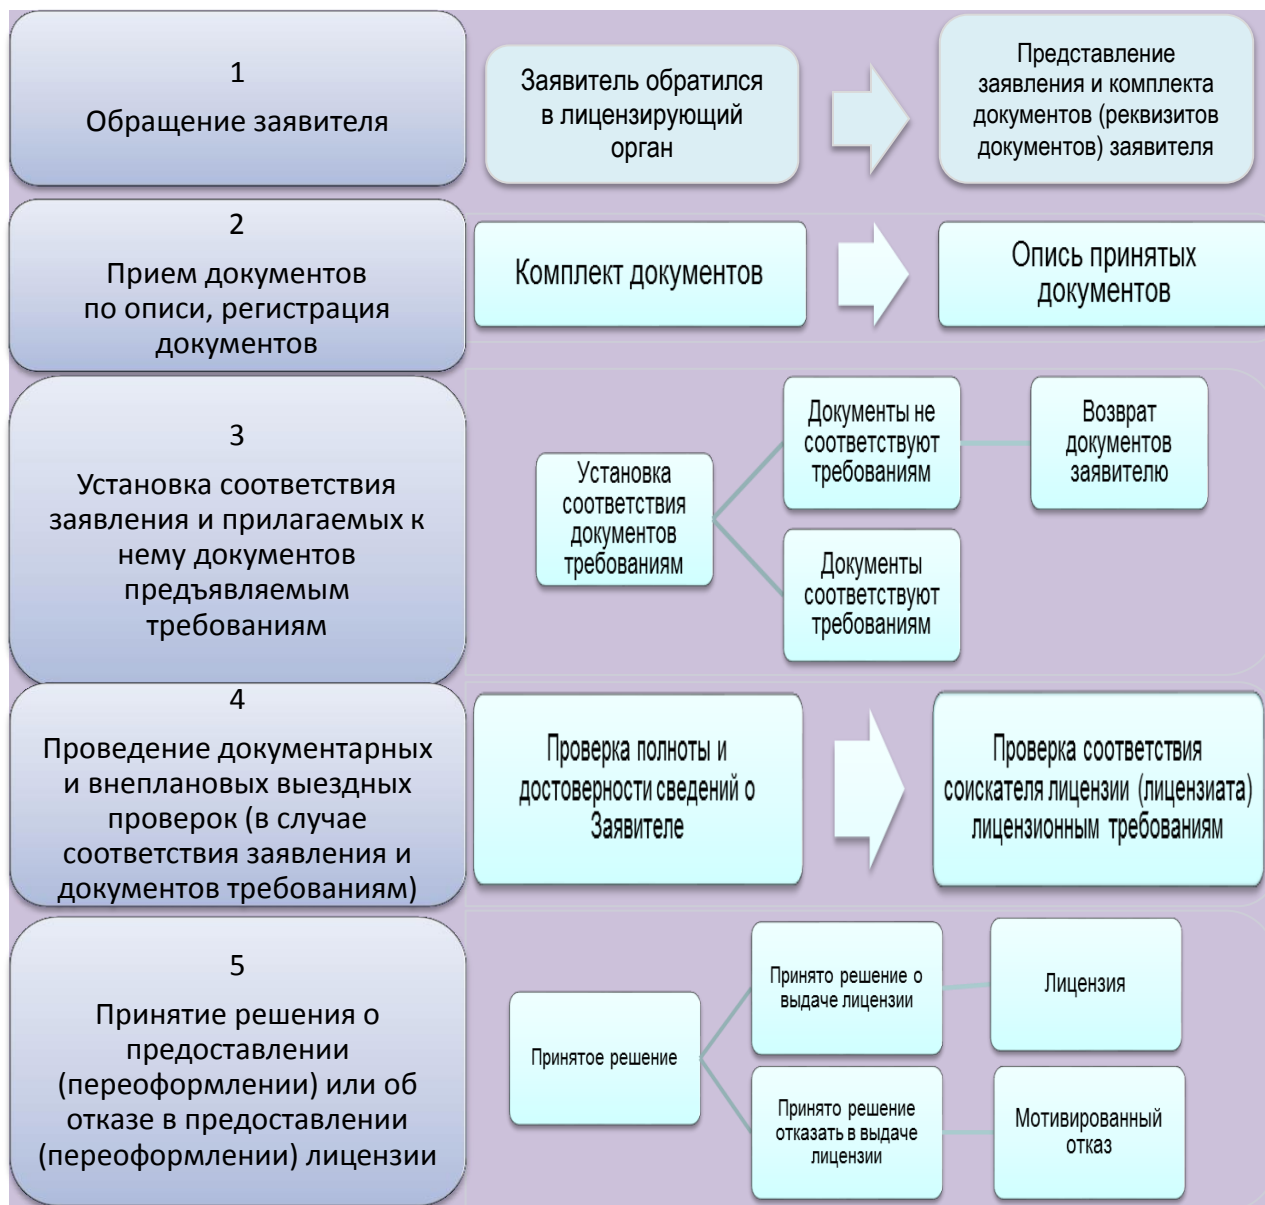 1
Обращение заявителя
Заявитель обратился
в лицензирующий
орган
Представление
заявления и комплекта
документов (реквизитов
документов) заявителя
2
Прием документов
по описи, регистрация
документов
Комплект документов
Опись принятых
документов
3
Установка соответствия
заявления и прилагаемых к
нему документов
предъявляемым
требованиям
Установка
соответствия
документов
требованиям
Документы не
соответствуют
требованиям
Возврат
документов
заявителю
Документы
соответствуют
требованиям
4
Проведение документарных
и внеплановых выездных
проверок (в случае
соответствия заявления и
документов требованиям)
Проверка полноты и
достоверности сведений о
Заявителе
Проверка соответствия
соискателя лицензии (лицензиата)
лицензионным требованиям
5
Принятие решения о
предоставлении
(переоформлении) или об
отказе в предоставлении
(переоформлении) лицензии
Принятое решение
Принято решение о
выдаче лицензии
Лицензия
Принято решение
отказать в выдаче
лицензии
Мотивированный
отказ